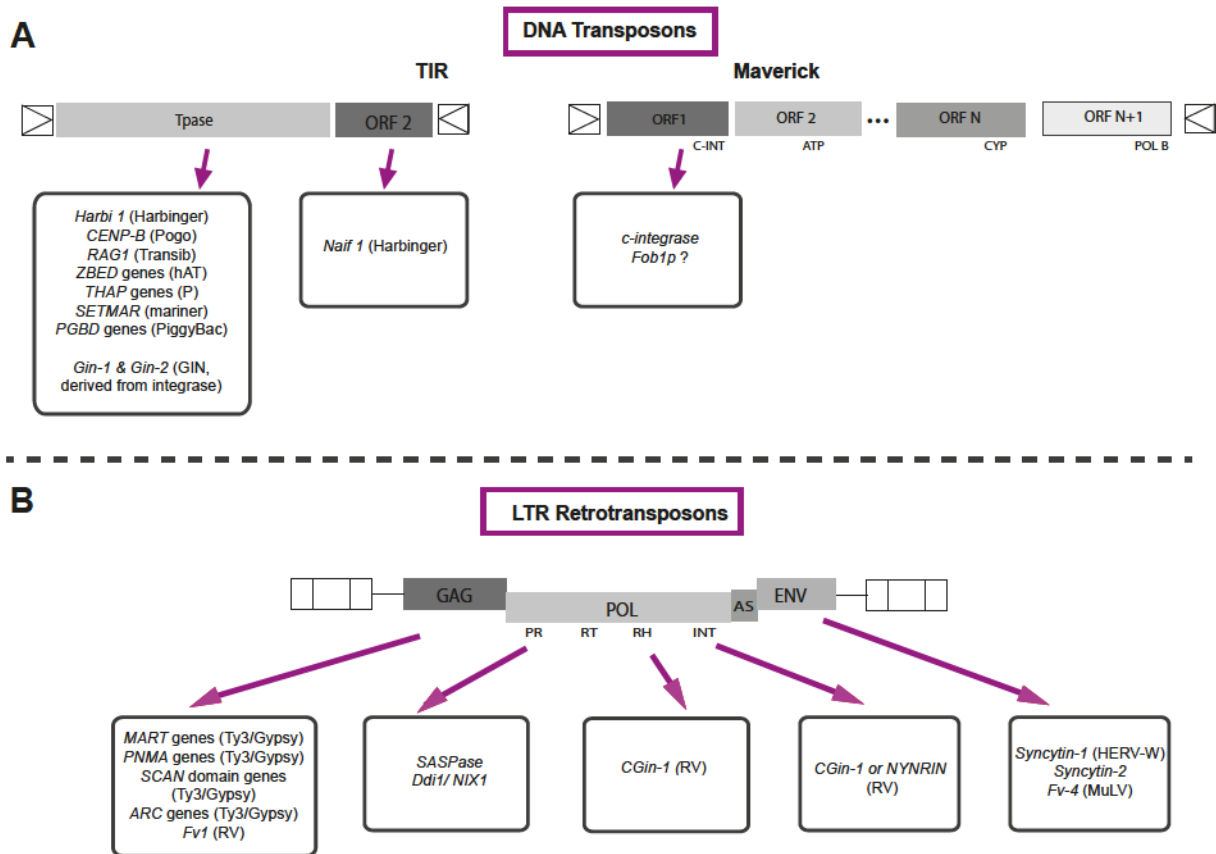 A
DNA Transposons
TIR
Maverick
Tpase
ORF 2
ORF1
ORF 2
...
ORF N
ORF N+1
C-INT
ATP
CYP
POL B
Harbi 1 (Harbinger)
CENP-B (Pogo)
RAG1 (Transib)
ZBED genes (hAT)
THAP genes (P)
SETMAR (mariner)
PGBD genes (PiggyBac)
Gin-1 & Gin-2 (GIN,
derived from integrase)
Naif 1 (Harbinger)
c-integrase
Fob1p ?
B
LTR Retrotransposons
GAG
POL
AS
ENV
PR
RT
RH
INT
MART genes (Ty3/Gypsy)
PNMA genes (Ty3/Gypsy)
SCAN domain genes
(Ty3/Gypsy)
ARC genes (Ty3/Gypsy)
Fv1 (RV)
SASPase
Ddi1/ NIX1
CGin-1 (RV)
CGin-1 or NYNRIN
(RV)
Syncytin-1 (HERV-W)
Syncytin-2
Fv-4 (MuLV)